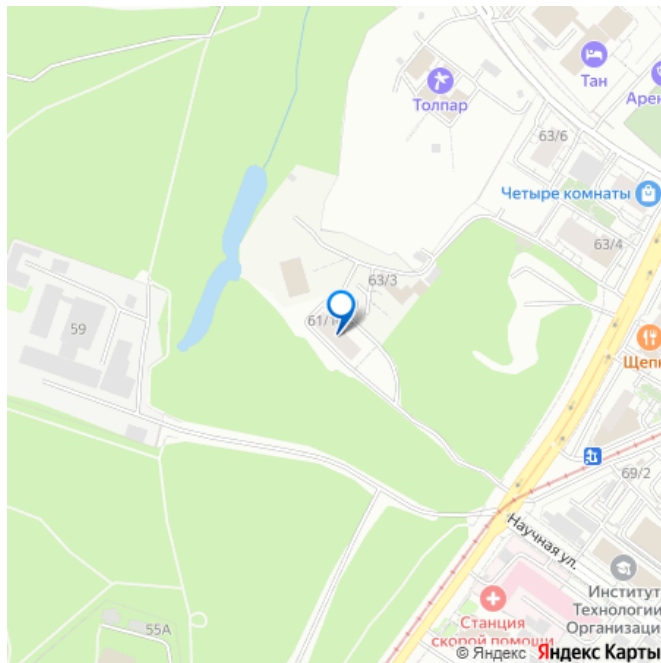 Тан
Толпар
Арен
63/6
Четыре комнаты
63/4
63/3
61/1
59
Щепк
69/2
Научная ул.
Институт
Технологии
Организаци
Станция
скорой помощи
55А
© Яндекс Яндекс Карты